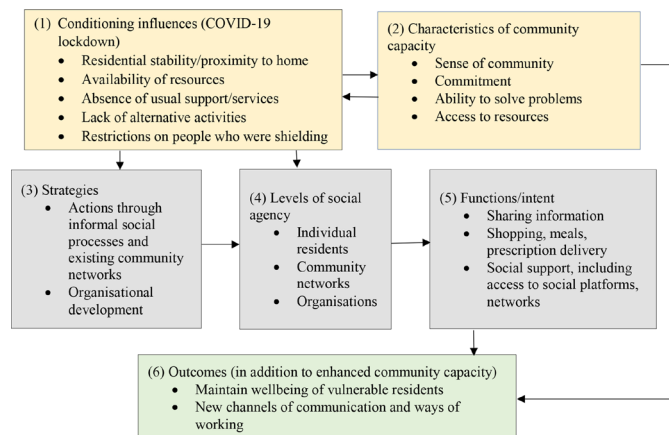 (1) Conditioning influences (COVID-19
lockdown)
• Residential stability/proximity to home
• Availability of resources
• Absence of usual support/services
• Lack of alternative activities
• Restrictions on people who were shielding
(2) Characteristics of community
capacity
• Sense of community
• Commitment
• Ability to solve problems
• Access to resources
(3) Strategies
• Actions through
informal social
processes and
existing community
networks
• Organisational
development
(4) Levels of social
agency
• Individual
residents
• Community
networks
• Organisations
(5) Functions/intent
• Sharing information
• Shopping, meals,
prescription delivery
• Social support, including
access to social platforms,
networks
(6) Outcomes (in addition to enhanced community capacity)
• Maintain wellbeing of vulnerable residents
• New channels of communication and ways of
working